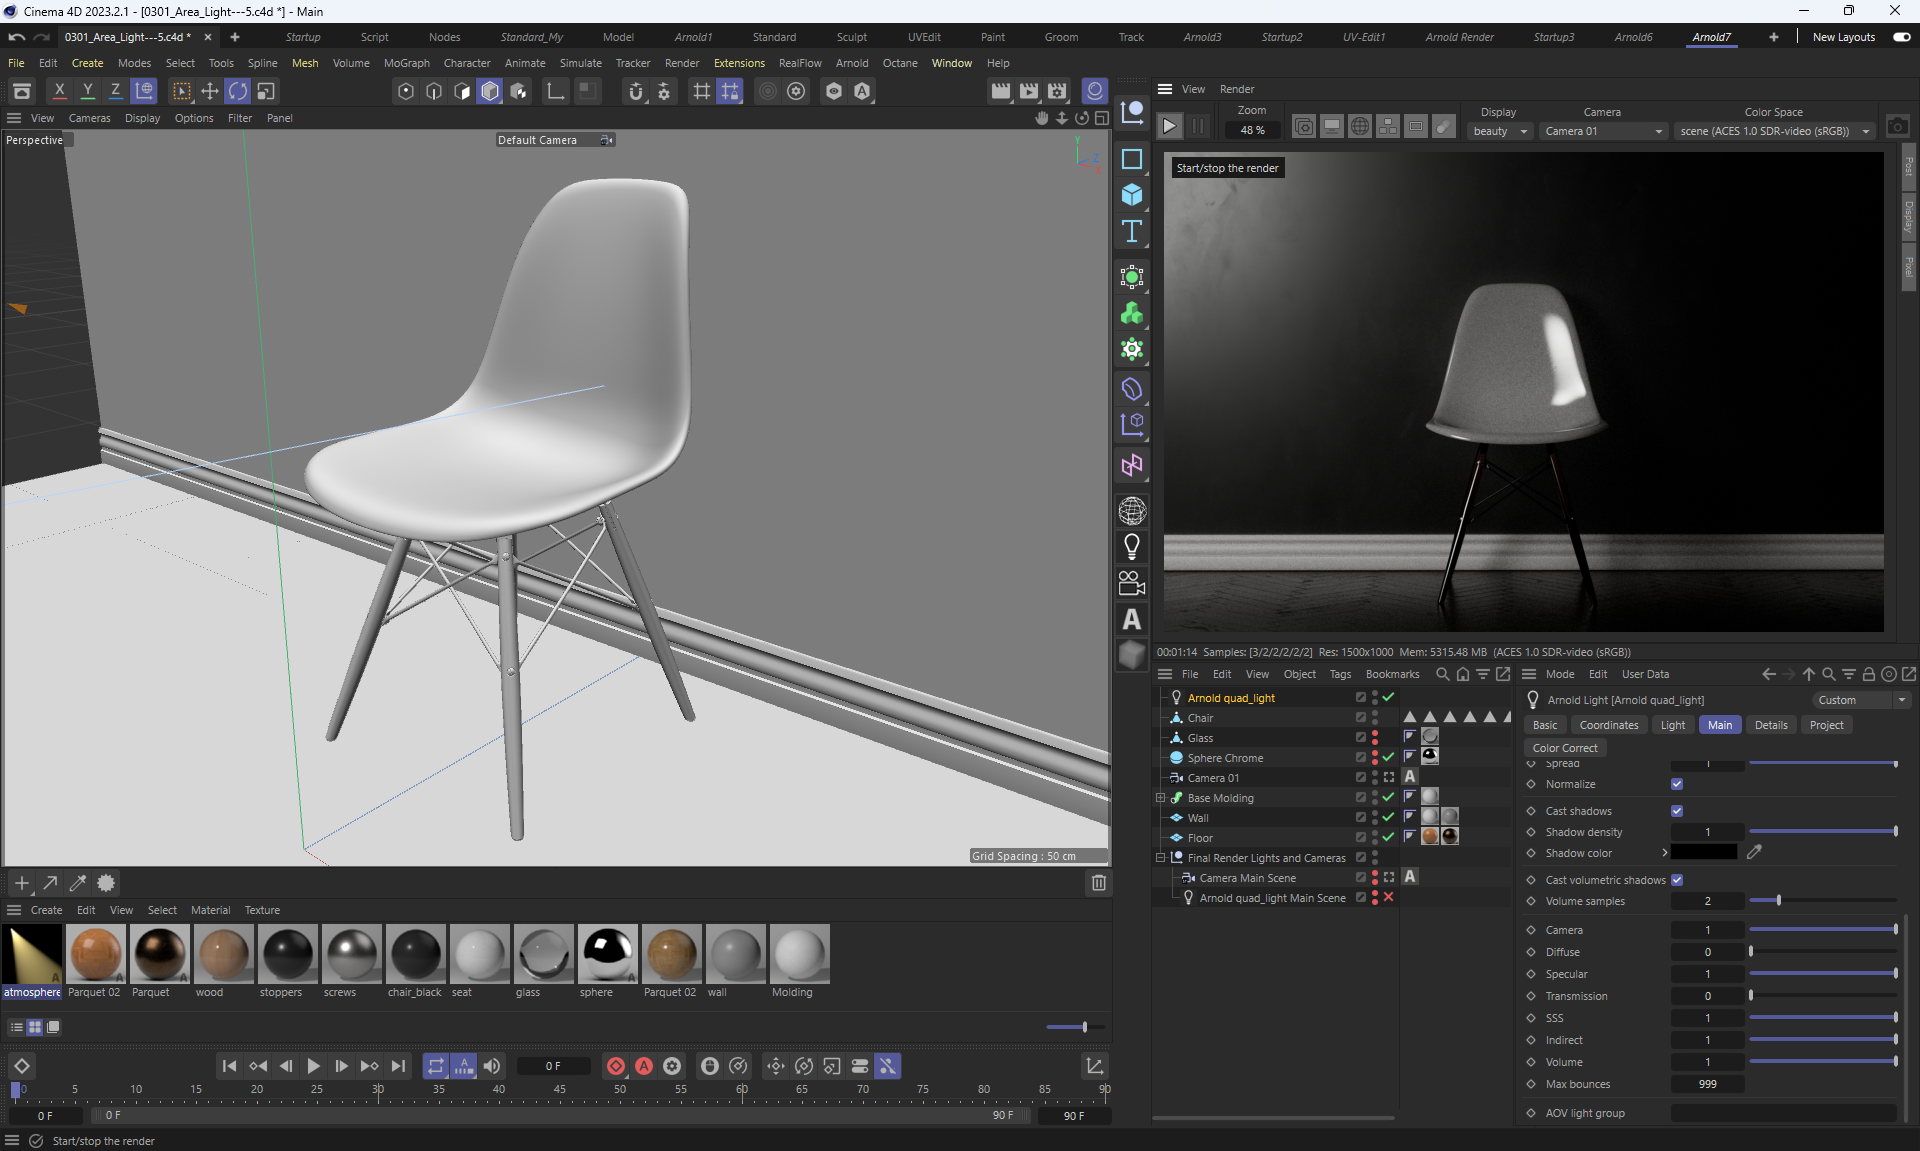 Cinema 4D 2023.2.1 - [0301_Area_Light---5.c4d *] - Main
0301_Area_Light---5.c4d * Startup Script Nodes Standard_My Model Arnold1 Standard Sculpt UVEdit Paint Groom Track Arnold3 Startup2 UV-Edit1 Arnold Render Startup3 Arnold6 Arnold7 New Layouts
File Edit Create Modes Select Tools Spline Mesh Volume MoGraph Character Animate Simulate Tracker Render Extensions RealFlow Arnold Octane Window Help
X Y Z
View Cameras Display Options Filter Panel
Perspective
Default Camera
Y
Z
X
Grid Spacing : 50 cm
View Render
Zoom Display Camera Color Space
48 % beauty Camera 01 scene (ACES 1.0 SDR-video (sRGB))
Start/stop the render
Post
Display
Pixel
00:01:14 Samples: [3/2/2/2/2/2] Res: 1500x1000 Mem: 5315.48 MB (ACES 1.0 SDR-video (sRGB))
File Edit View Object Tags Bookmarks
Arnold quad_light
Chair
Glass
Sphere Chrome
Camera 01
Base Molding
Wall
Floor
Final Render Lights and Cameras
Camera Main Scene
Arnold quad_light Main Scene
Mode Edit User Data
Arnold Light [Arnold quad_light] Custom
Basic Coordinates Light Main Details Project
Color Correct
Spread 1
Normalize
Cast shadows
Shadow density 1
Shadow color
Cast volumetric shadows
Volume samples 2
Camera 1
Diffuse 0
Specular 1
Transmission 0
SSS 1
Indirect 1
Volume 1
Max bounces 999
AOV light group
Create Edit View Select Material Texture
atmosphere Parquet 02 Parquet wood stoppers screws chair_black seat glass sphere Parquet 02 wall Molding
0 F
0 5 10 15 20 25 30 35 40 45 50 55 60 65 70 75 80 85 90
0 F 0 F 90 F 90 F
Start/stop the render